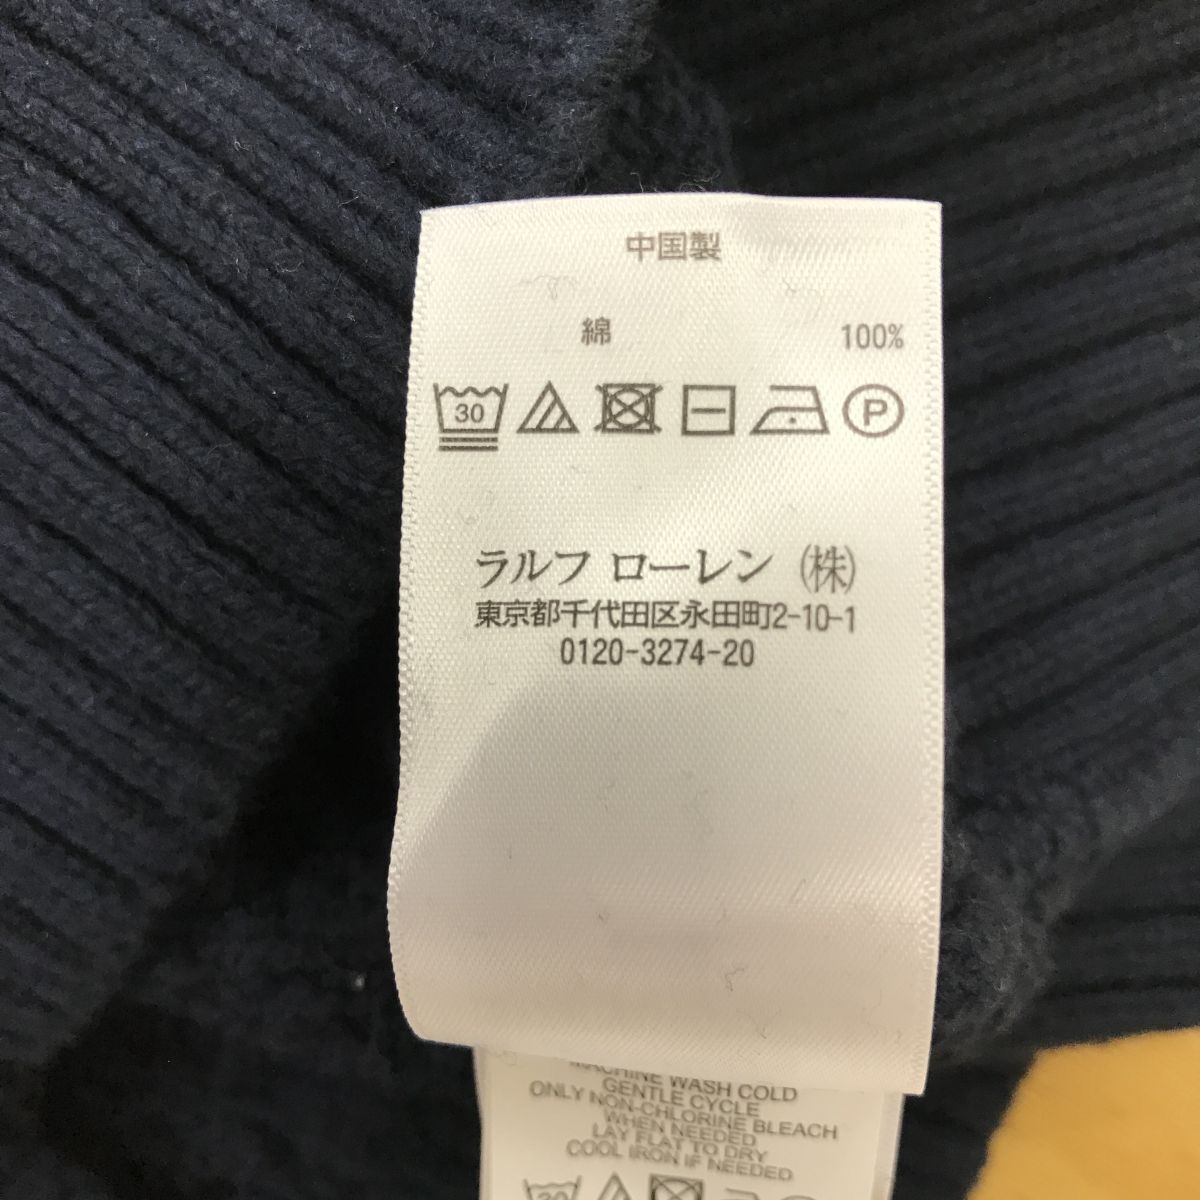 中国製
綿 100%
30 P
ラルフ ローレン (株)
東京都千代田区永田町2-10-1
0120-3274-20
MACHINE WASH COLD
GENTLE CYCLE
ONLY NON-CHLORINE BLEACH
WHEN NEEDED
LAY FLAT TO DRY
COOL IRON IF NEEDED
30